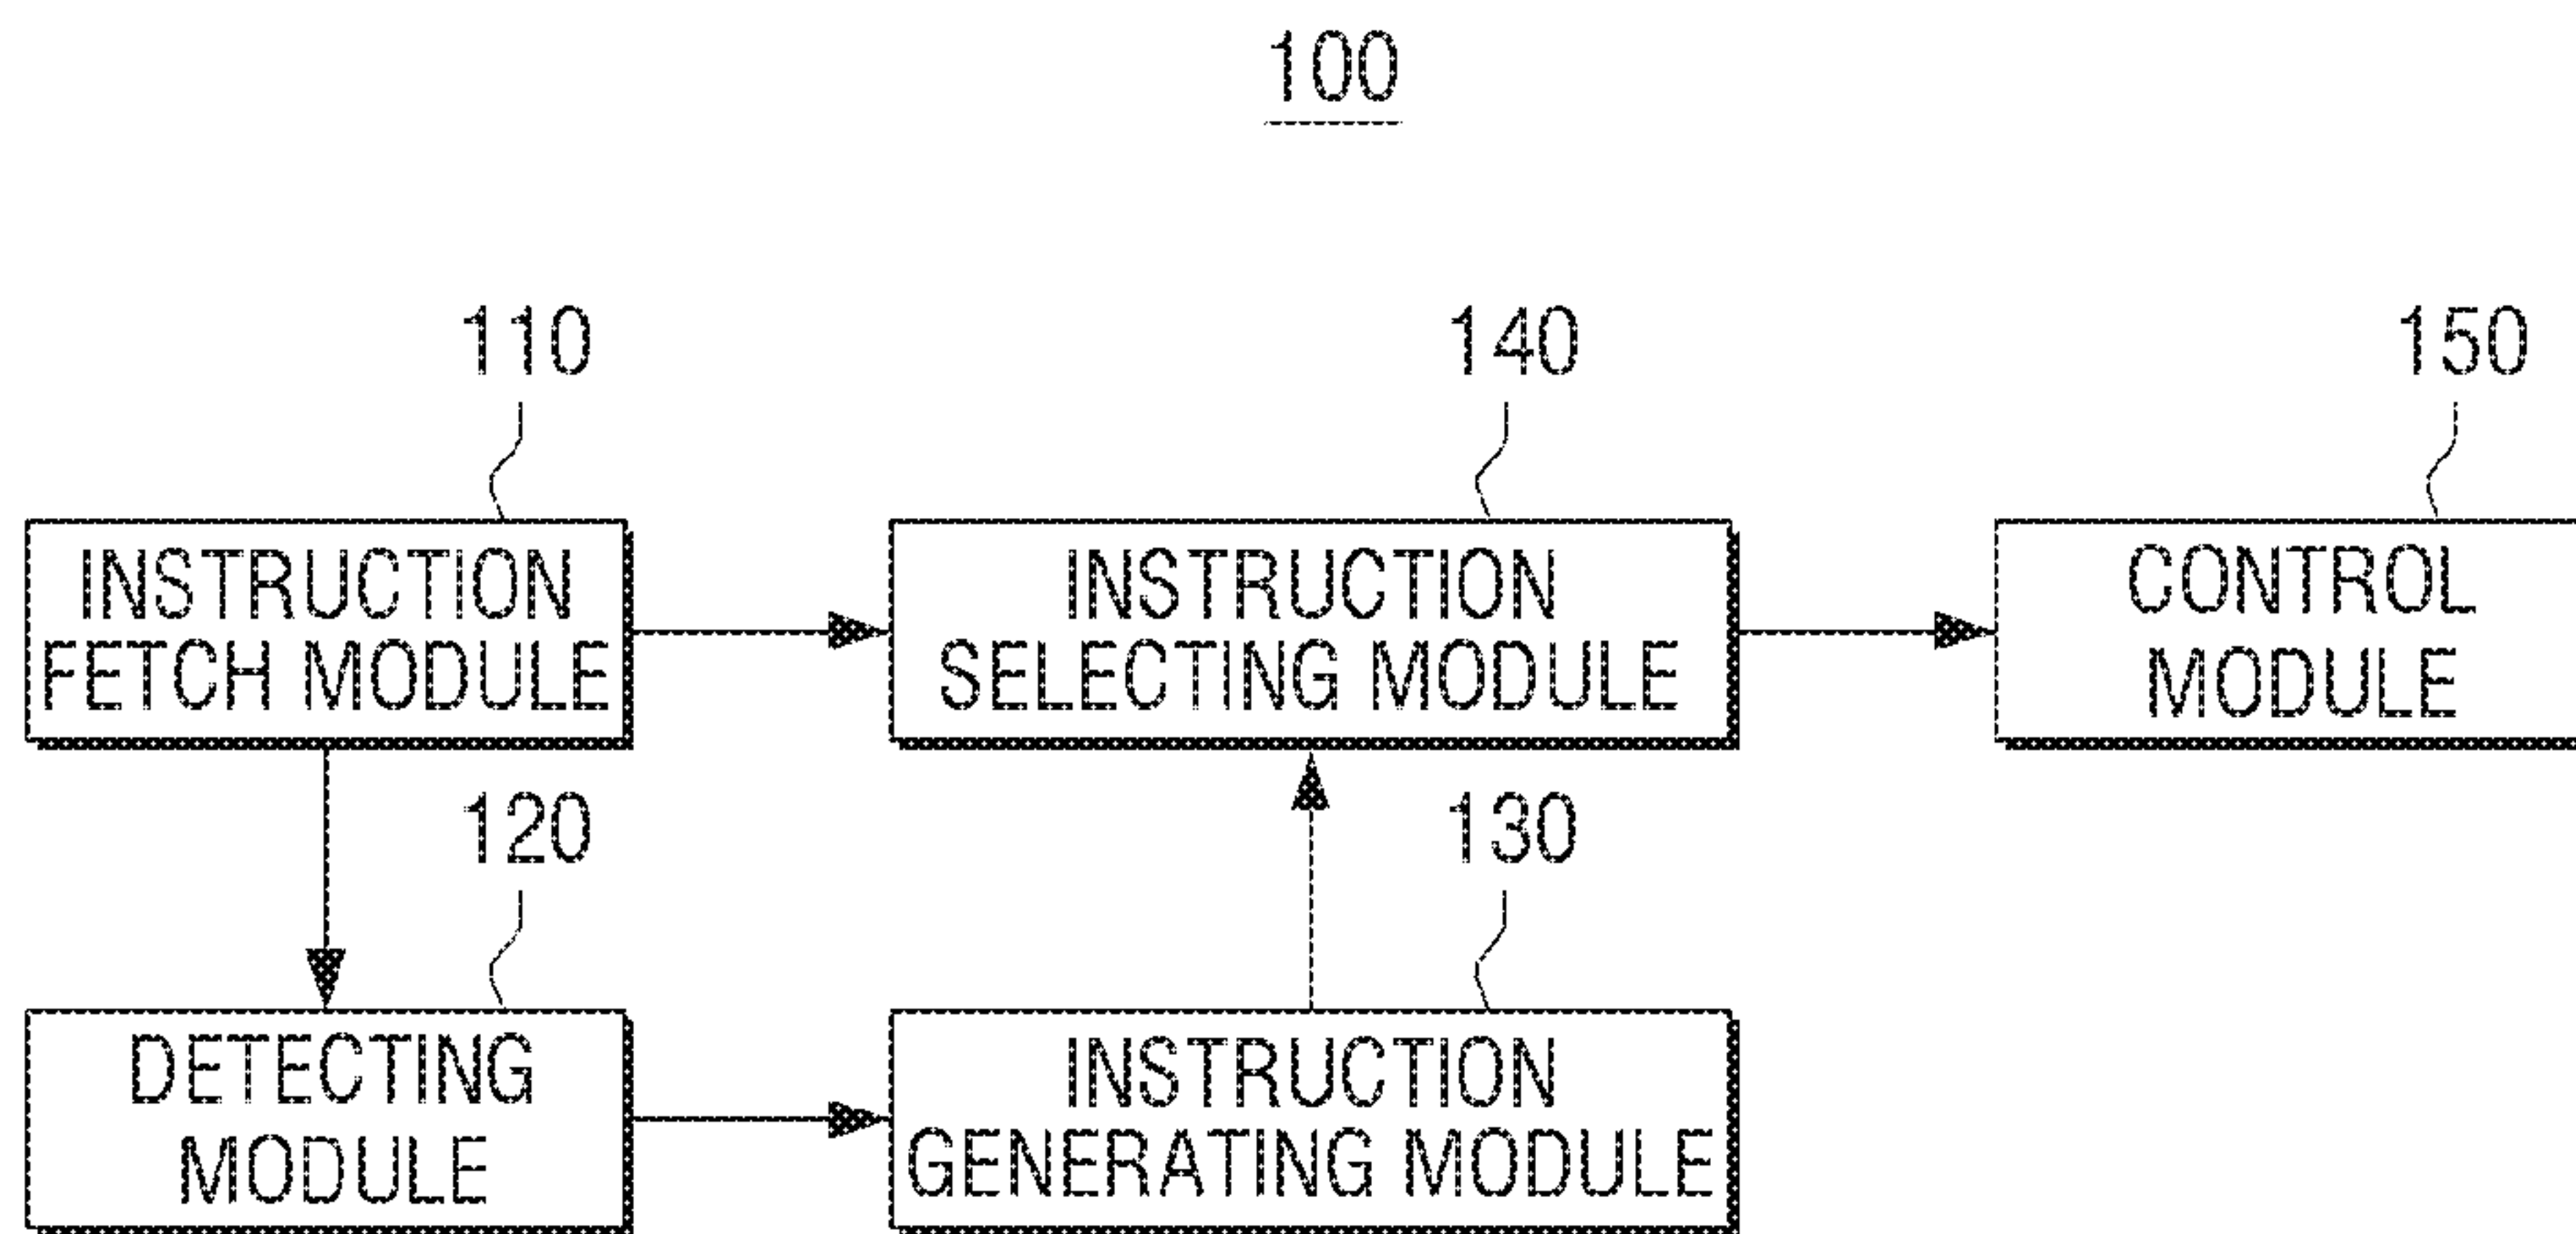 100
110
140
150
INSTRUCTION
FETCH MODULE
INSTRUCTION
SELECTING MODULE
CONTROL
MODULE
120
130
DETECTING
MODULE
INSTRUCTION
GENERATING MODULE